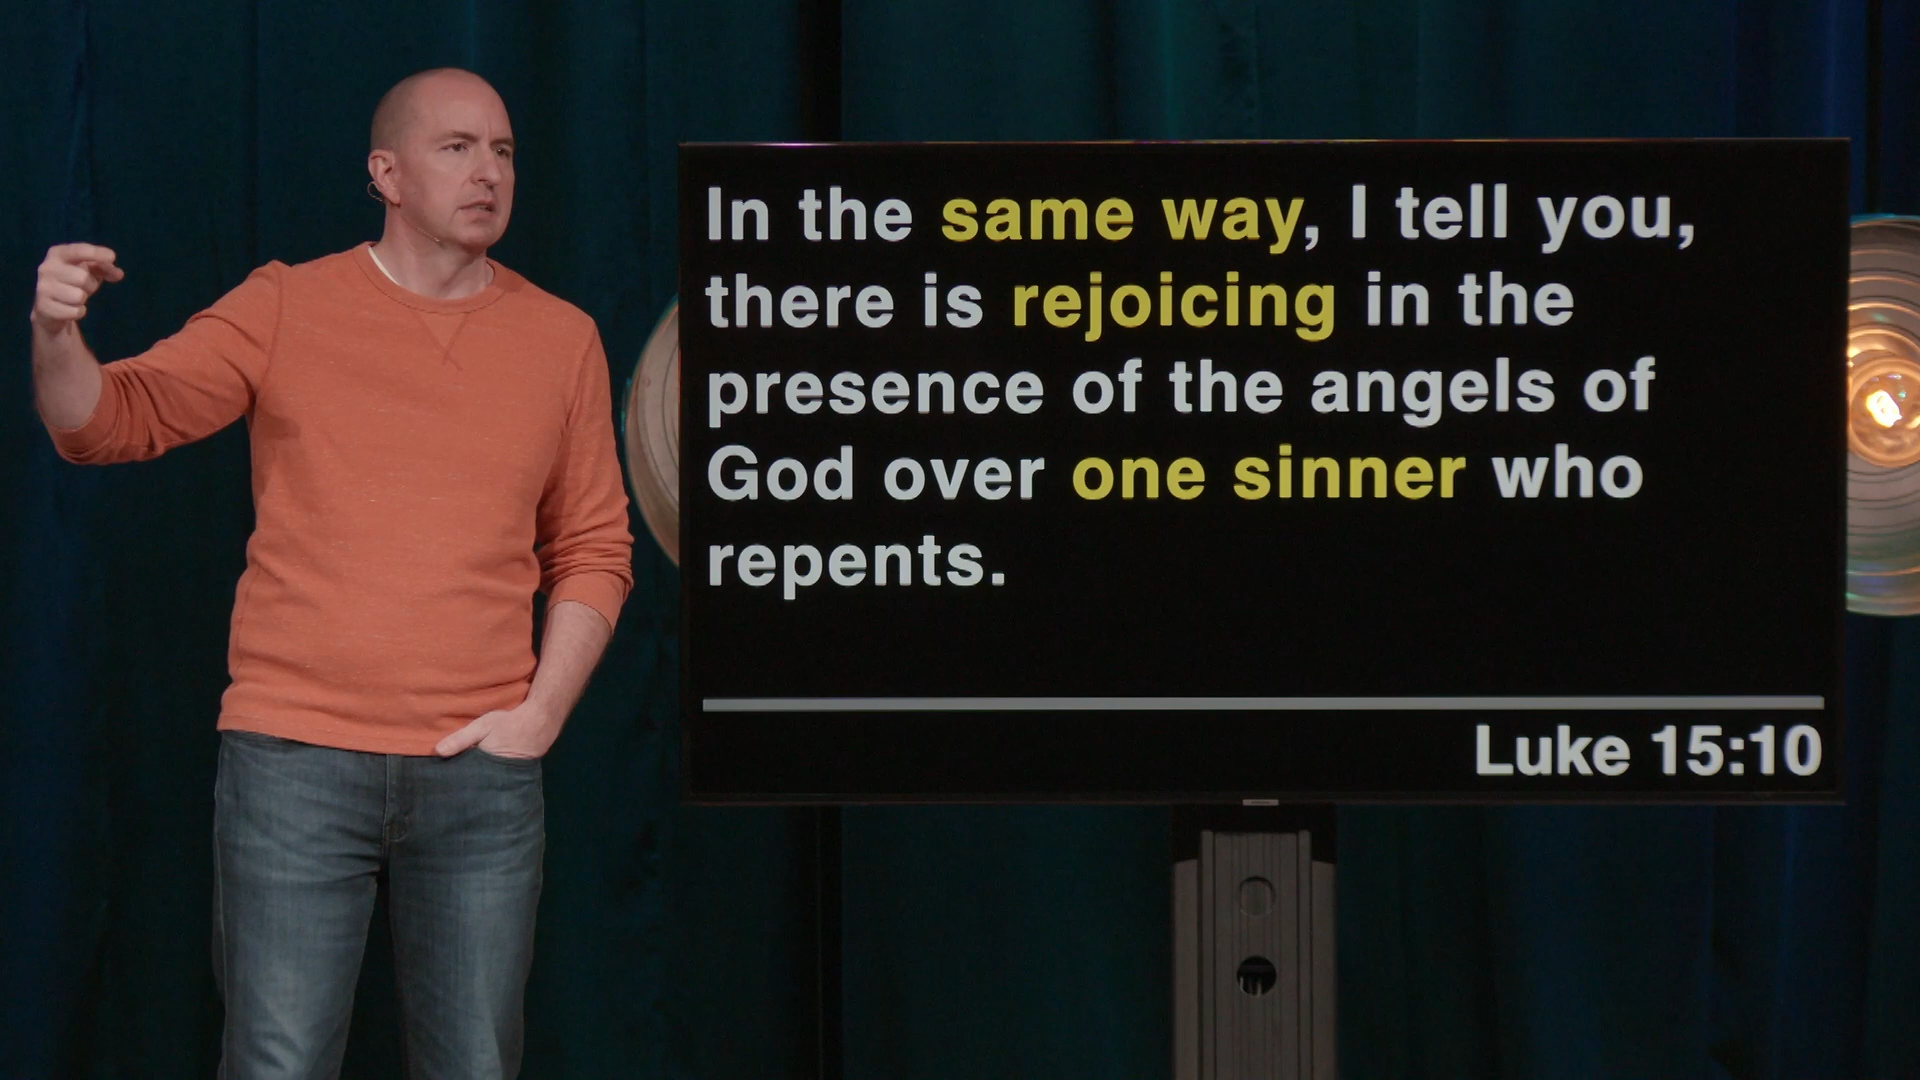 In the same way, I tell you,
there is rejoicing in the
presence of the angels of
God over one sinner who
repents.
Luke 15:10